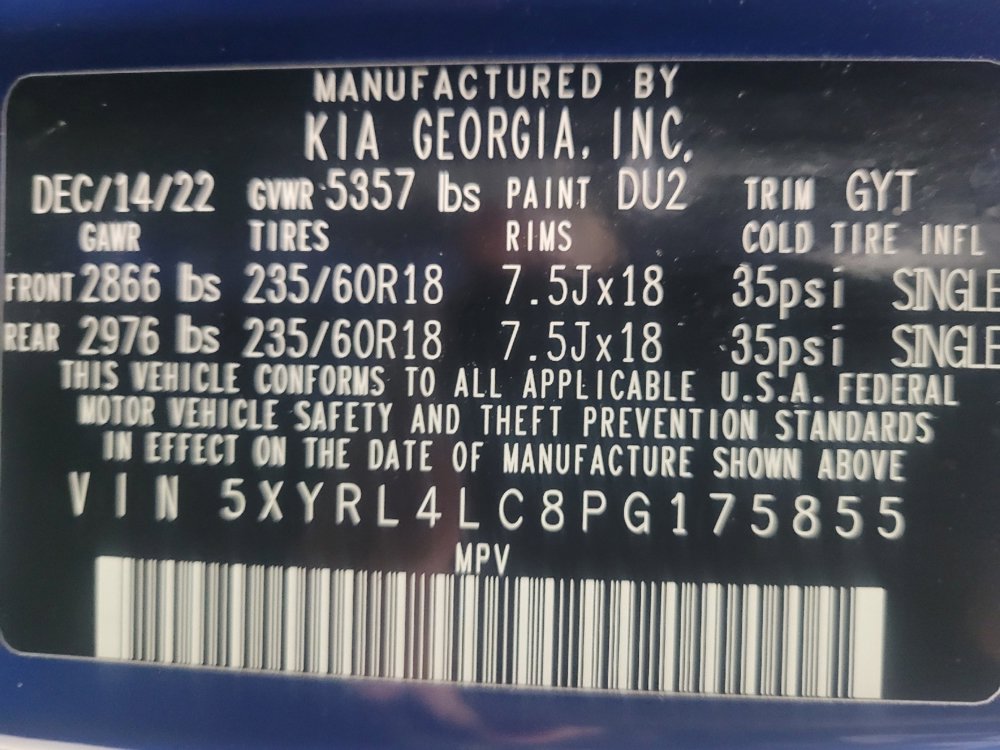 MANUFACTURED BY
KIA GEORGIA, INC.
DEC/14/22 GVWR 5357 lbs PAINT DU2 TRIM GYT
GAWR TIRES RIMS COLD TIRE INFL
FRONT 2866 lbs 235/60R18 7.5Jx18 35psi SINGLE
REAR 2976 lbs 235/60R18 7.5Jx18 35psi SINGLE
THIS VEHICLE CONFORMS TO ALL APPLICABLE U.S.A. FEDERAL
MOTOR VEHICLE SAFETY AND THEFT PREVENTION STANDARDS
IN EFFECT ON THE DATE OF MANUFACTURE SHOWN ABOVE
VIN 5XYRL4LC8PG175855
MPV